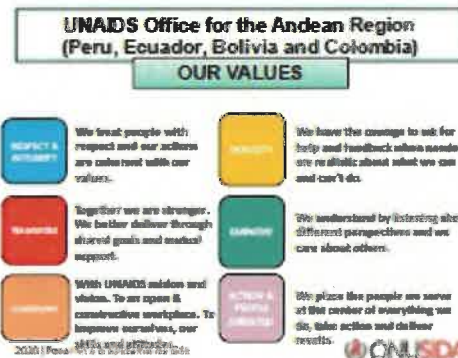 UNAIDS Office for the Andean Region
(Peru, Ecuador, Bolivia and Colombia)
OUR VALUES
RESPECT &
INTEGRITY
We treat people with
respect and our actions
are coherent with our
values.
HUMILITY
We have the courage to ask for
help and feedback when needed
are realistic about what we can
and can't do.
TEAMWORK
Together we are stronger.
We better deliver through
shared goals and mutual
support.
EMPATHY
We understand by listening
different perspectives and we
care about others.
With UNAIDS mission and
vision. To an open &
constructive workplace. To
improve ourselves, our
skills and attitudes.
ACTION &
PEOPLE
ORIENTED
We place the people we serve
at the center of everything we
do, take action and deliver
results.
2020 |
ONUSIDA